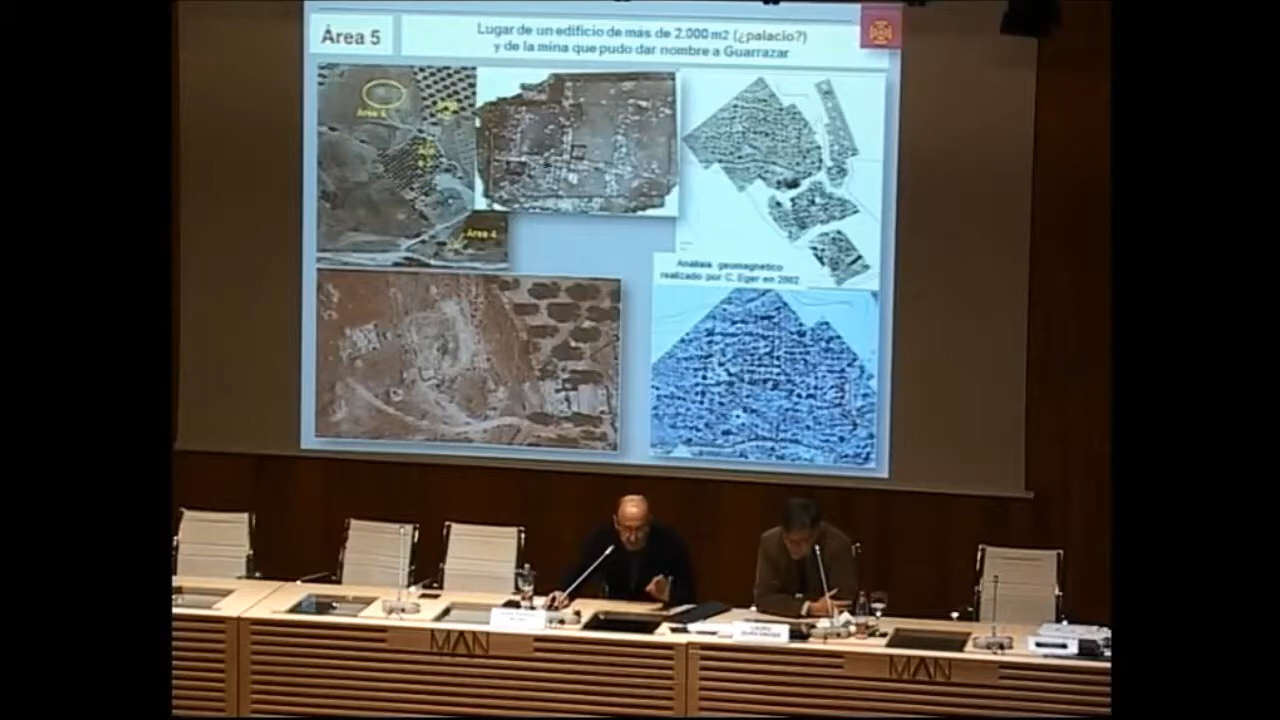 Área 5
Lugar de un edificio de más de 2.000 m2 (¿palacio?)
y de la mina que pudo dar nombre a Guarrazar
Área 4
Análisis geomagnético
realizado por C. Eger en 2002
MAN
MAN